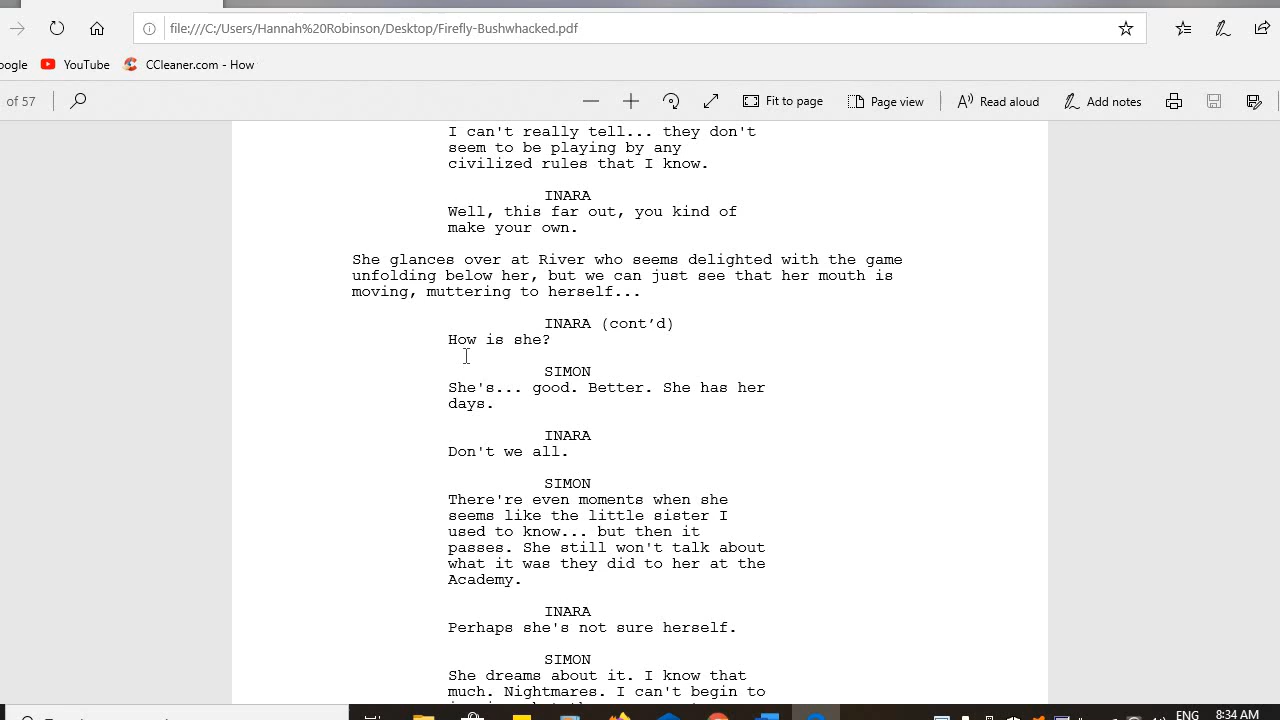 file:///C:/Users/Hannah%20Robinson/Desktop/Firefly-Bushwhacked.pdf
oogle YouTube CCleaner.com - How
of 57 Fit to page Page view Read aloud Add notes
I can't really tell... they don't
seem to be playing by any
civilized rules that I know.
INARA
Well, this far out, you kind of
make your own.
She glances over at River who seems delighted with the game
unfolding below her, but we can just see that her mouth is
moving, muttering to herself...
INARA (cont’d)
How is she?
SIMON
She's... good. Better. She has her
days.
INARA
Don't we all.
SIMON
There're even moments when she
seems like the little sister I
used to know... but then it
passes. She still won't talk about
what it was they did to her at the
Academy.
INARA
Perhaps she's not sure herself.
SIMON
She dreams about it. I know that
much. Nightmares. I can't begin to
ENG 8:34 AM